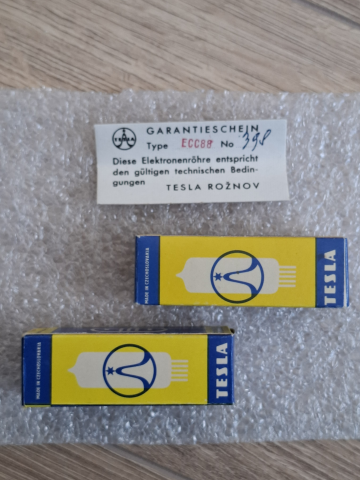 GARANTIESCHEIN
TESLA
Type ECC88 No 398
Diese Elektronenröhre entspricht
den gültigen technischen Bedin-
gungen TESLA ROŽNOV
MADE IN CZECHOSLOVAKIA
TESLA
MADE IN CZECHOSLOVAKIA
TESLA